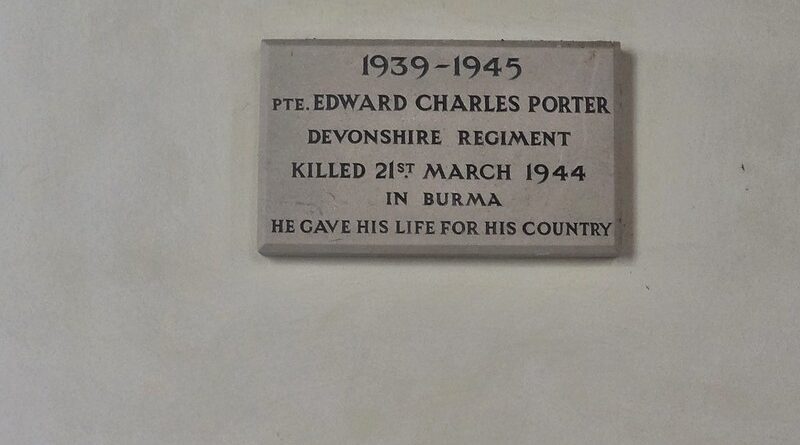 1939-1945
PTE. EDWARD CHARLES PORTER
DEVONSHIRE REGIMENT
KILLED 21ST. MARCH 1944
IN BURMA
HE GAVE HIS LIFE FOR HIS COUNTRY